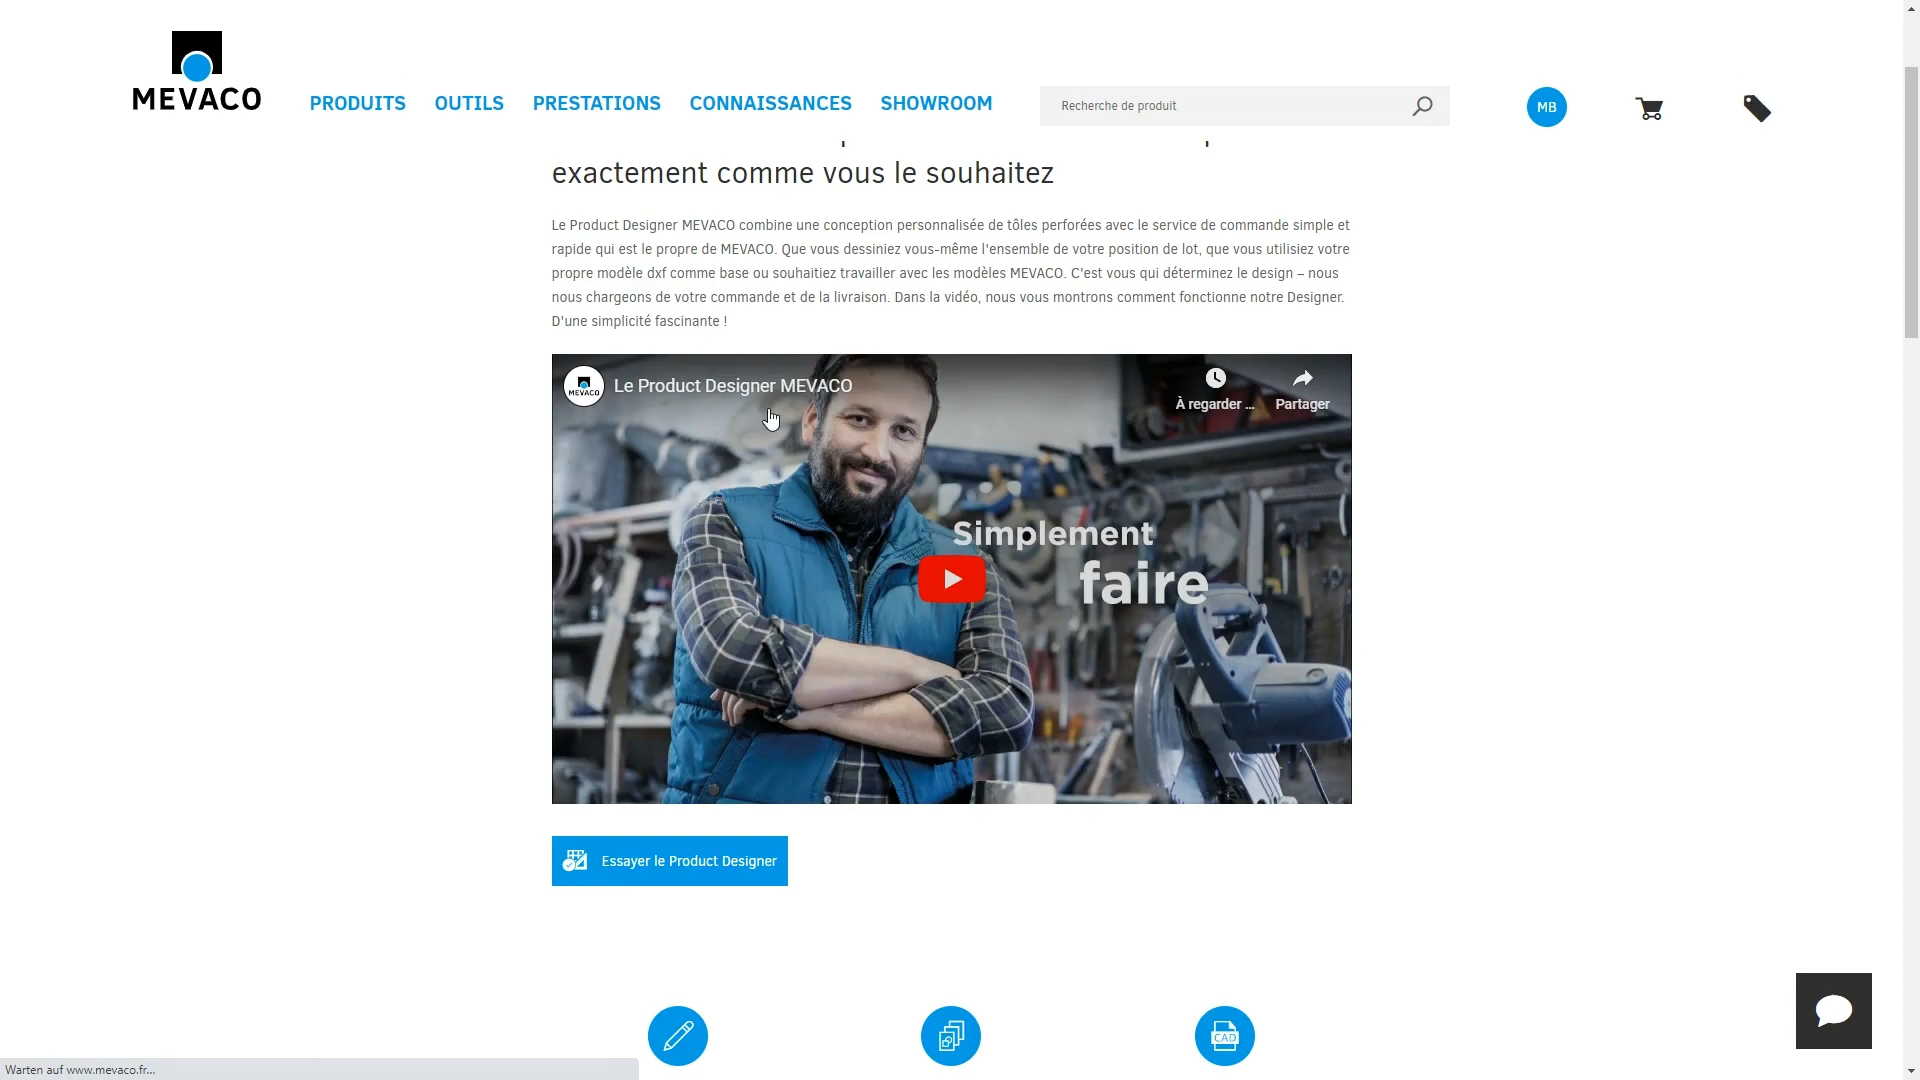 MEVACO
PRODUITS
OUTILS
PRESTATIONS
CONNAISSANCES
SHOWROOM
Recherche de produit
MB
exactement comme vous le souhaitez
Le Product Designer MEVACO combine une conception personnalisée de tôles perforées avec le service de commande simple et
rapide qui est le propre de MEVACO. Que vous dessiniez vous-même l'ensemble de votre position de lot, que vous utilisiez votre
propre modèle dxf comme base ou souhaitiez travailler avec les modèles MEVACO. C'est vous qui déterminez le design – nous
nous chargeons de votre commande et de la livraison. Dans la vidéo, nous vous montrons comment fonctionne notre Designer.
D'une simplicité fascinante !
MEVACO
Le Product Designer MEVACO
À regarder ...
Partager
Simplement
faire
Essayer le Product Designer
CAD
Warten auf www.mevaco.fr...